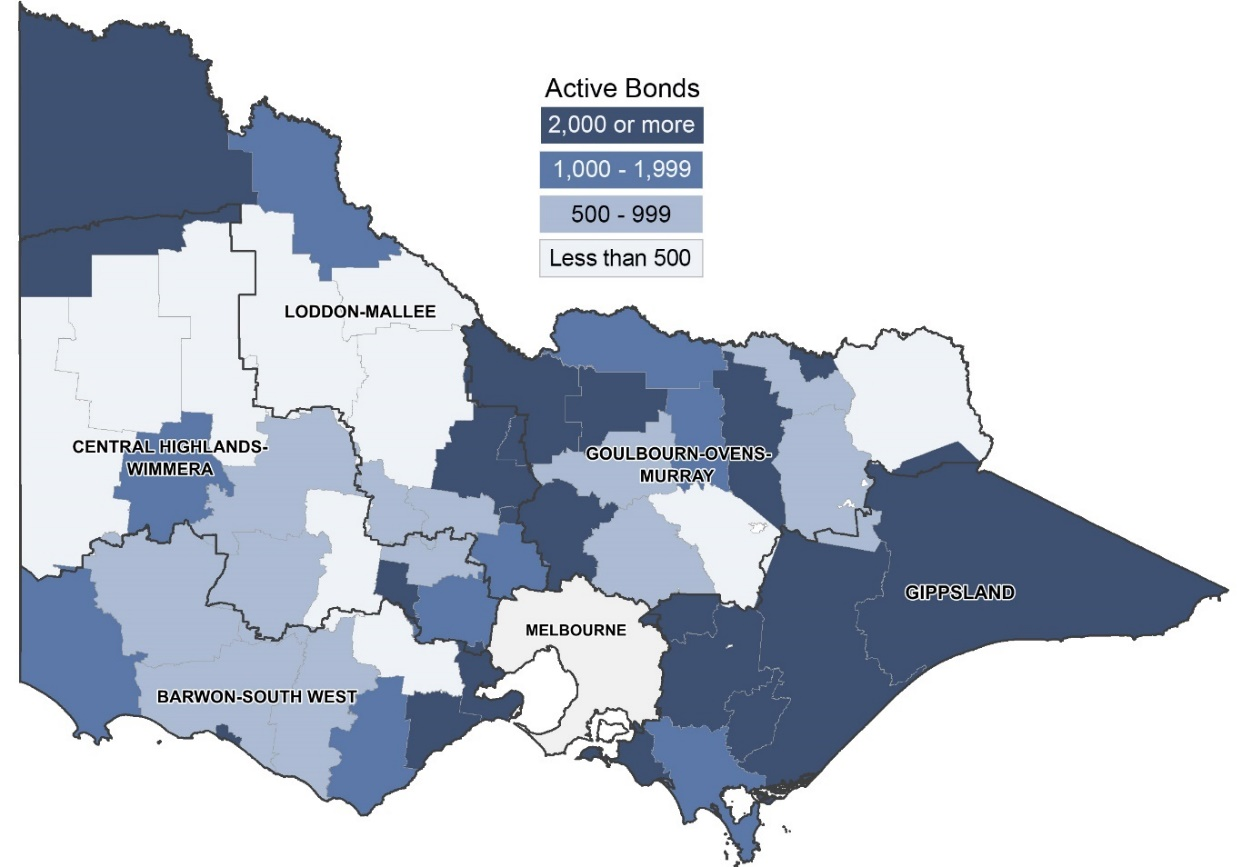 Active Bonds
2,000 or more
1,000 - 1,999
500 - 999
Less than 500
LODDON-MALLEE
CENTRAL HIGHLANDS-
WIMMERA
GOULBOURN-OVENS-
MURRAY
GIPPSLAND
MELBOURNE
BARWON-SOUTH WEST